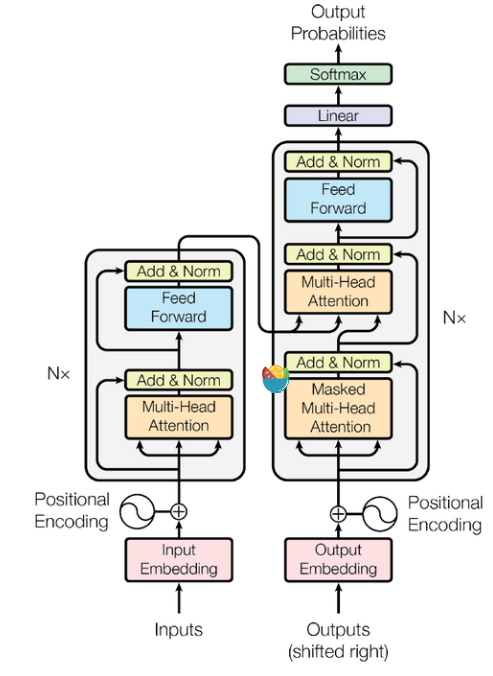 Output
Probabilities
Softmax
Linear
Add & Norm
Feed
Forward
Add & Norm
Multi-Head
Attention
Add & Norm
Masked
Multi-Head
Attention
Nx
Add & Norm
Feed
Forward
Add & Norm
Multi-Head
Attention
Nx
Positional
Encoding
Positional
Encoding
Input
Embedding
Output
Embedding
Inputs
Outputs
(shifted right)